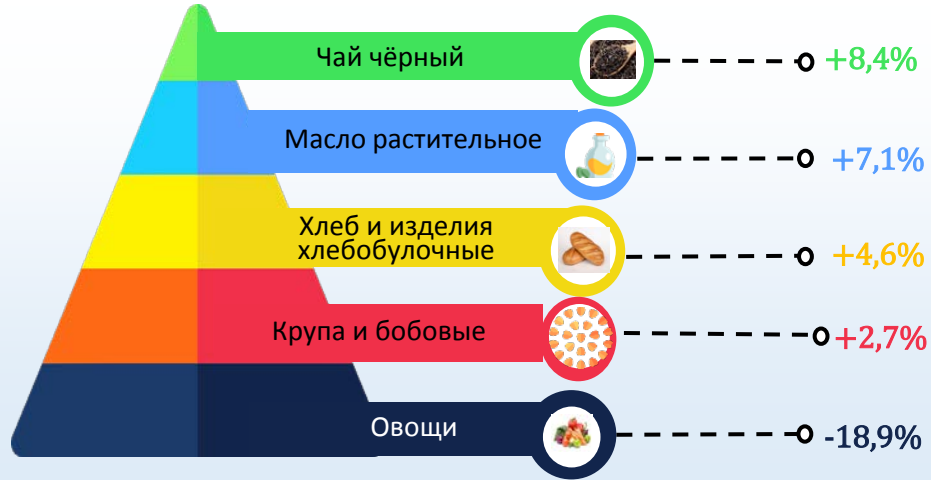 Чай чёрный
+8,4%
Масло растительное
+7,1%
Хлеб и изделия
хлебобулочные
+4,6%
Крупа и бобовые
+2,7%
Овощи
-18,9%